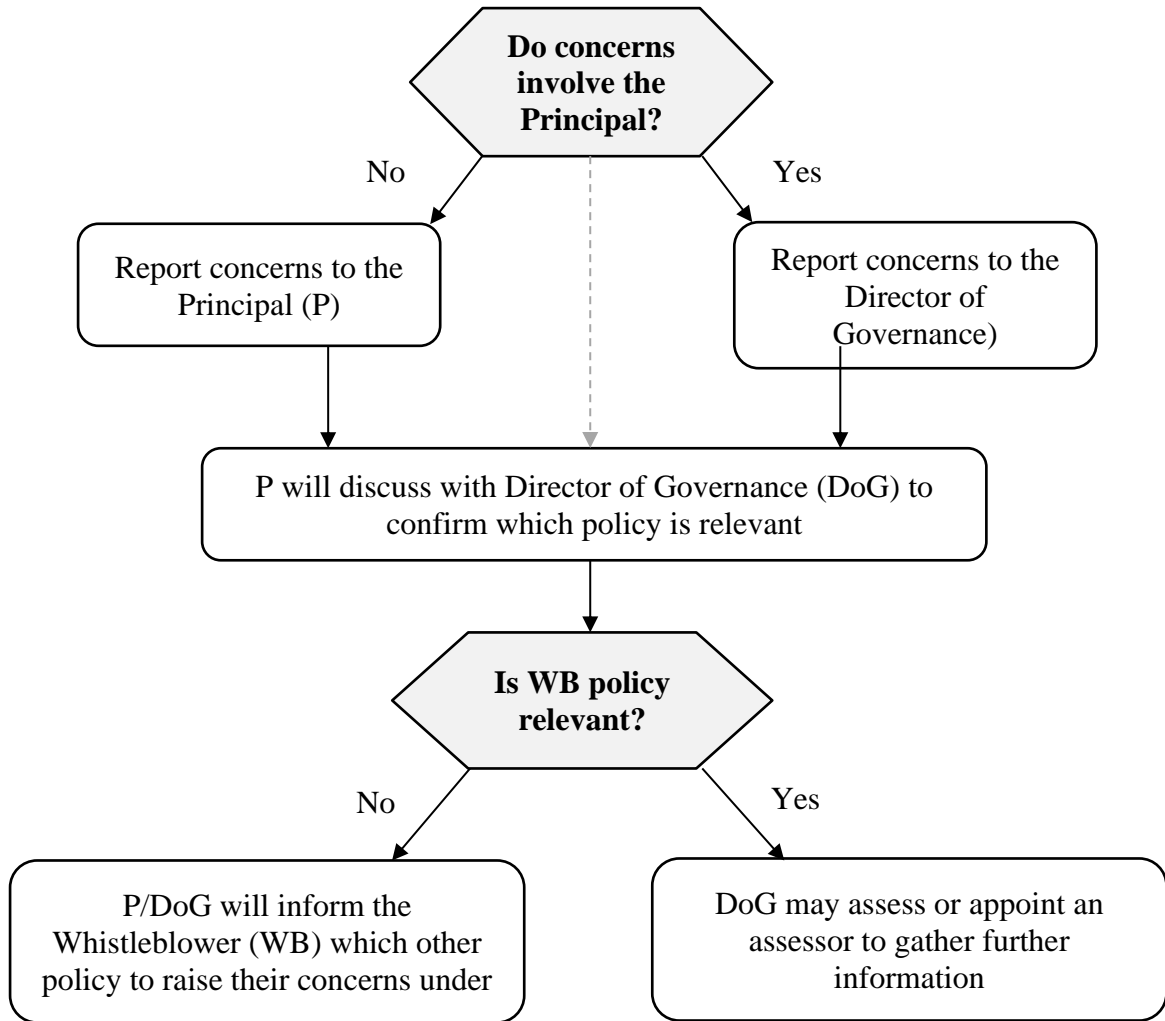 Do concerns
involve the
Principal?
No
Yes
Report concerns to the
Principal (P)
Report concerns to the
Director of
Governance)
P will discuss with Director of Governance (DoG) to
confirm which policy is relevant
Is WB policy
relevant?
No
Yes
P/DoG will inform the
Whistleblower (WB) which other
policy to raise their concerns under
DoG may assess or appoint an
assessor to gather further
information